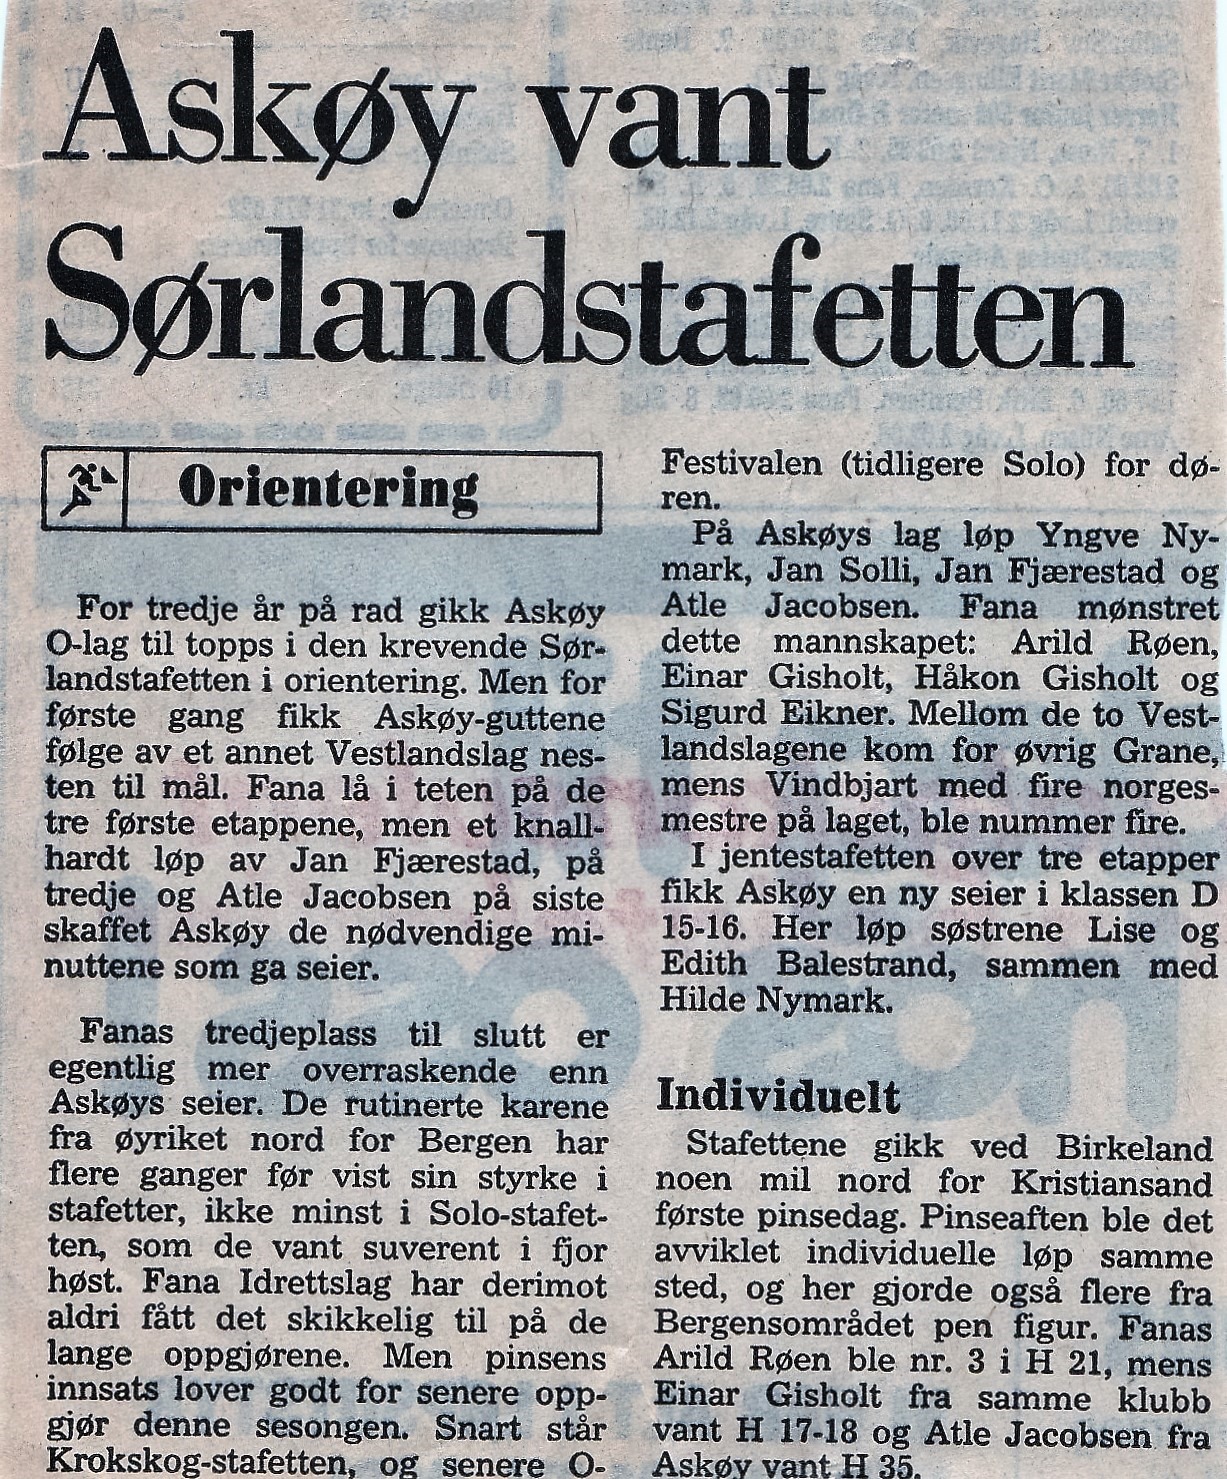 Askøy vant
Sørlandstafetten
Orientering
For tredje år på rad gikk Askøy
O-lag til topps i den krevende Sør-
landstafetten i orientering. Men for
første gang fikk Askøy-guttene
følge av et annet Vestlandslag nes-
ten til mål. Fana lå i teten på de
tre første etappene, men et knall-
hardt løp av Jan Fjærestad, på
tredje og Atle Jacobsen på siste
skaffet Askøy de nødvendige mi-
nuttene som ga seier.
Fanas tredjeplass til slutt er
egentlig mer overraskende enn
Askøys seier. De rutinerte karene
fra øyriket nord for Bergen har
flere ganger før vist sin styrke i
stafetter, ikke minst i Solo-stafet-
ten, som de vant suverent i fjor
høst. Fana Idrettslag har derimot
aldri fått det skikkelig til på de
lange oppgjørene. Men pinsens
innsats lover godt for senere opp-
gjør denne sesongen. Snart står
Krokskog-stafetten, og senere O-
Festivalen (tidligere Solo) for dø-
ren.
På Askøys lag løp Yngve Ny-
mark, Jan Solli, Jan Fjærestad og
Atle Jacobsen. Fana mønstret
dette mannskapet: Arild Røen,
Einar Gisholt, Håkon Gisholt og
Sigurd Eikner. Mellom de to Vest-
landslagene kom for øvrig Grane,
mens Vindbjart med fire norges-
mestre på laget, ble nummer fire.
I jentestafetten over tre etapper
fikk Askøy en ny seier i klassen D
15-16. Her løp søstrene Lise og
Edith Balestrand, sammen med
Hilde Nymark.
Individuelt
Stafettene gikk ved Birkeland
noen mil nord for Kristiansand
første pinsedag. Pinseaften ble det
avviklet individuelle løp samme
sted, og her gjorde også flere fra
Bergensområdet pen figur. Fanas
Arild Røen ble nr. 3 i H 21, mens
Einar Gisholt fra samme klubb
vant H 17-18 og Atle Jacobsen fra
Askøy vant H 35.